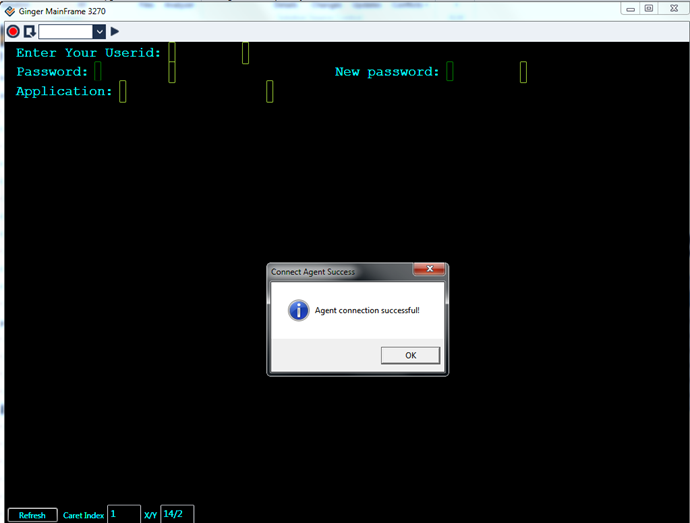 Ginger MainFrame 3270
Enter Your Userid:
Password: New password:
Application:
Connect Agent Success
Agent connection successful!
OK
Refresh Caret Index 1 X/Y 14/2